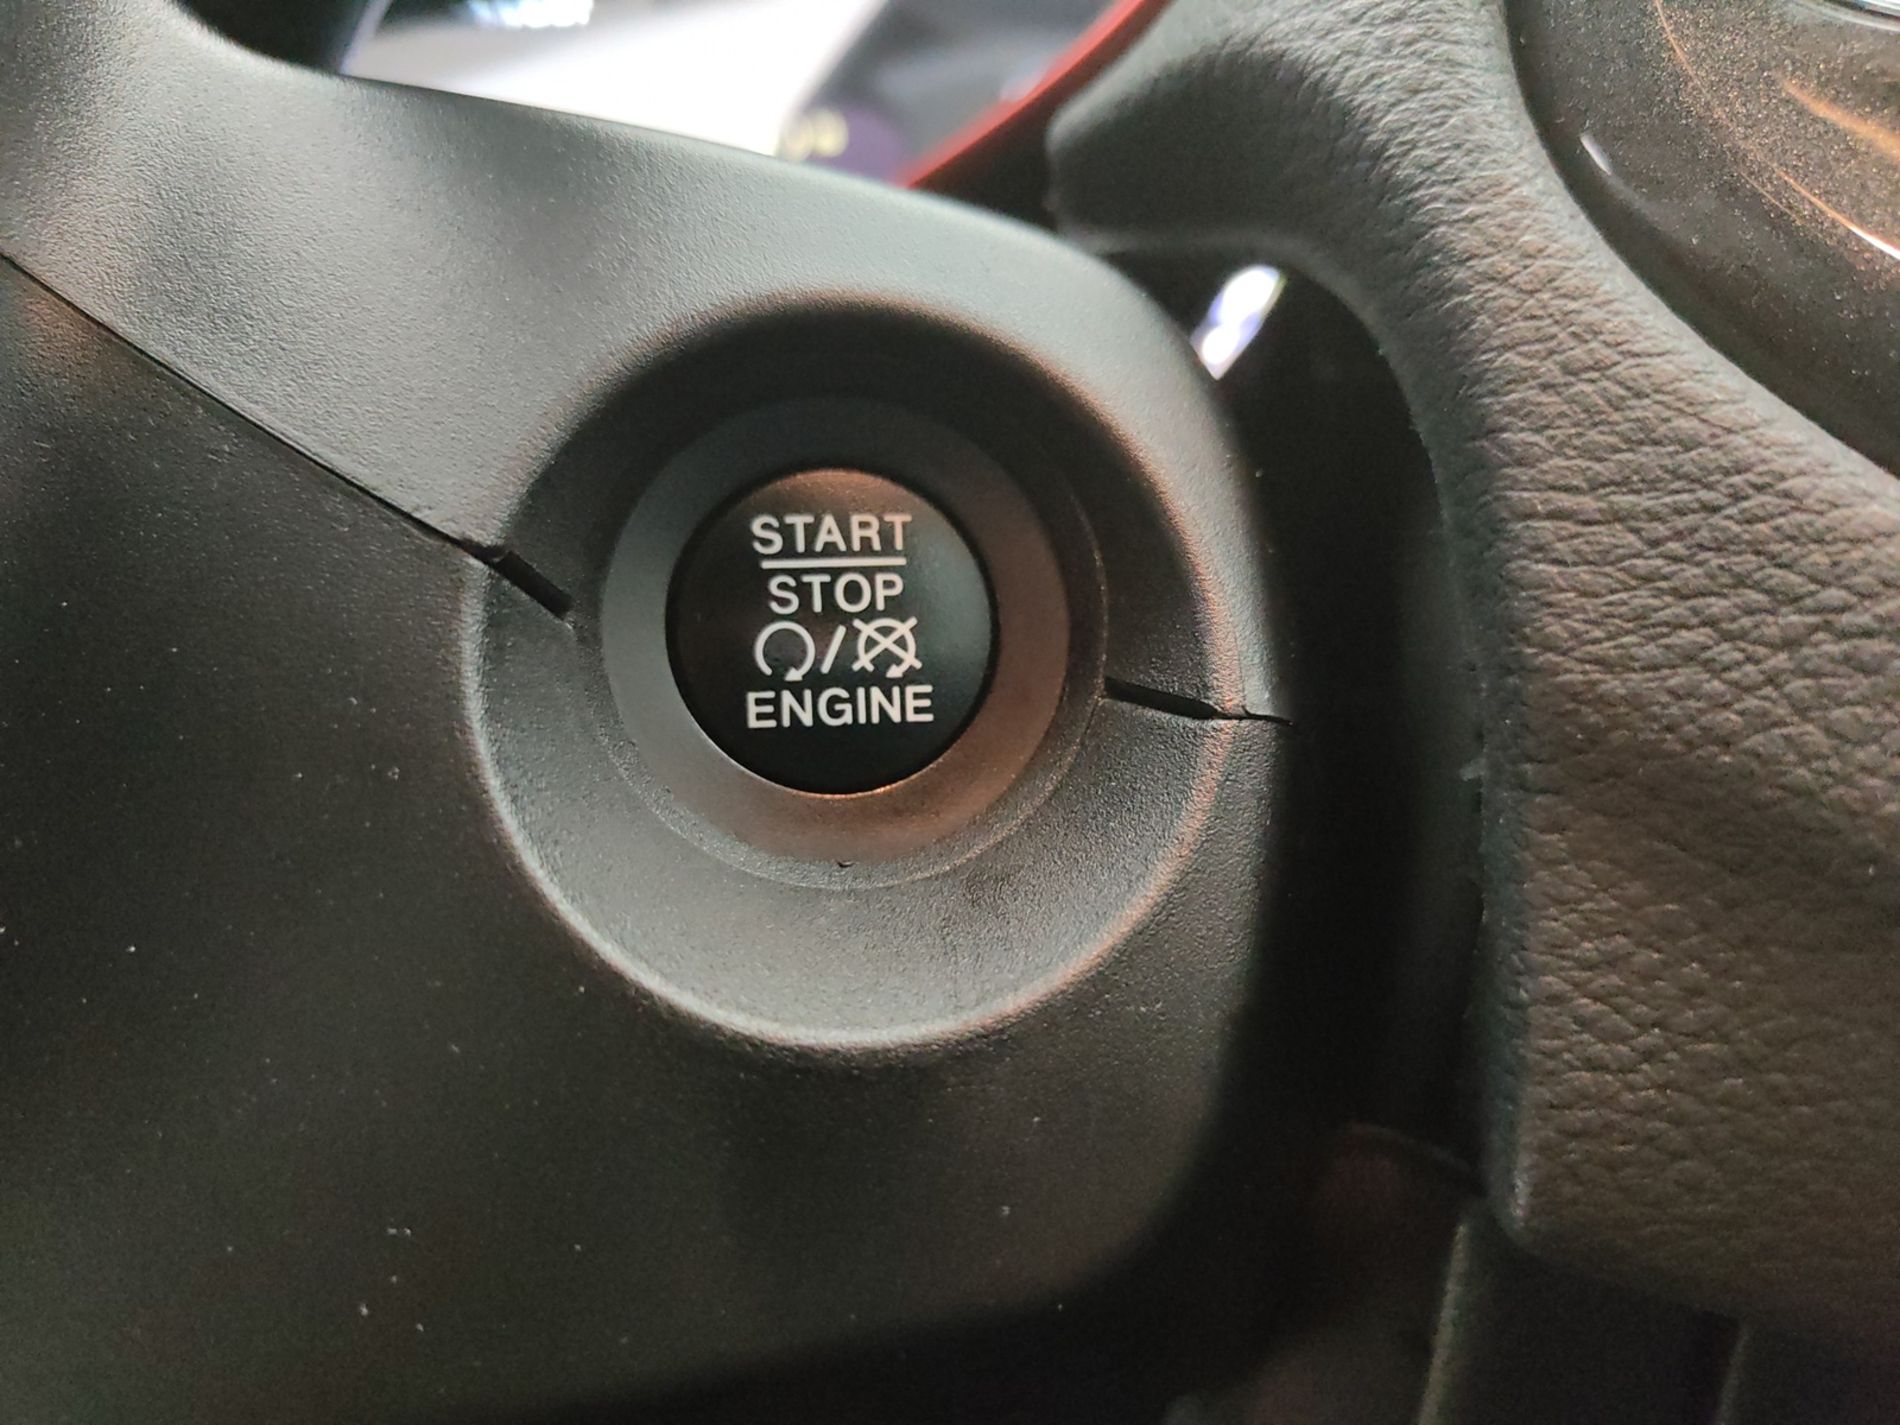 START
STOP
/
ENGINE